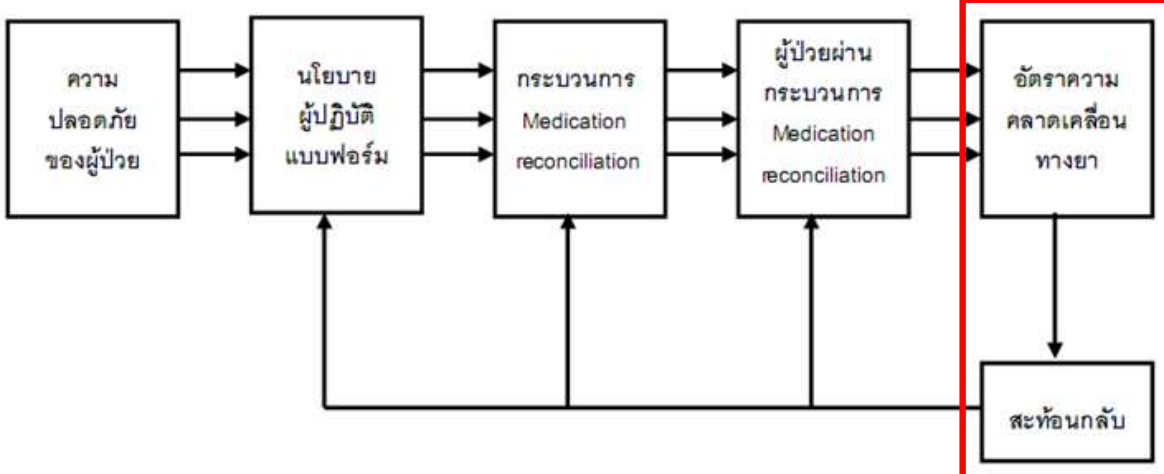 ความ
ปลอดภัย
ของผู้ป่วย
นโยบาย
ผู้ปฏิบัติ
แบบฟอร์ม
กระบวนการ
Medication
reconciliation
ผู้ป่วยผ่าน
กระบวนการ
Medication
reconciliation
อัตราความ
คลาดเคลื่อน
ทางยา
สะท้อนกลับ